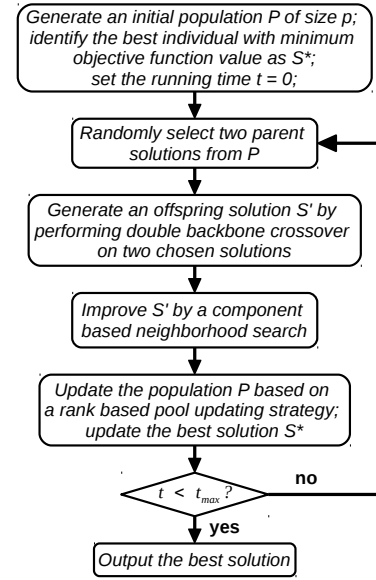 Generate an initial population P of size p;
identify the best individual with minimum
objective function value as S*;
set the running time t = 0;
Randomly select two parent
solutions from P
Generate an offspring solution S' by
performing double backbone crossover
on two chosen solutions
Improve S' by a component
based neighborhood search
Update the population P based on
a rank based pool updating strategy;
update the best solution S*
t < tmax?
no
yes
Output the best solution